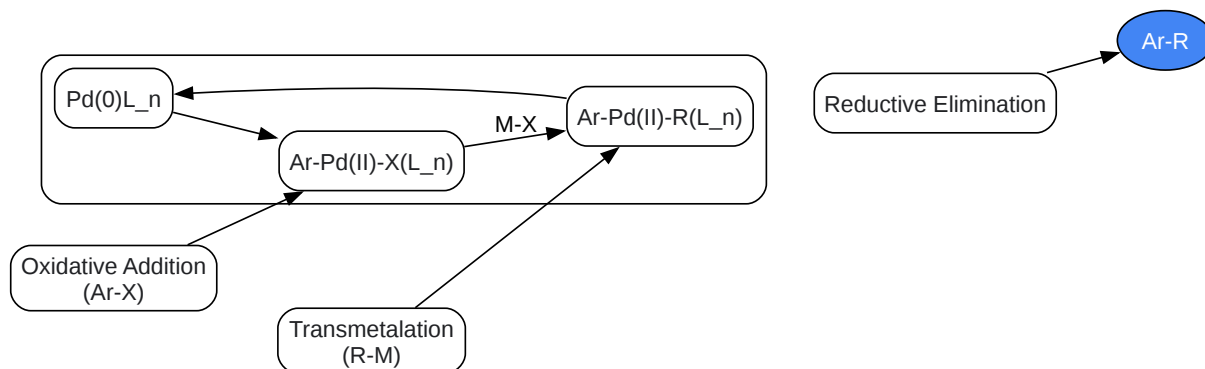 Ar-R
Pd(0)L_n
Reductive Elimination
Ar-Pd(II)-R(L_n)
M-X
Ar-Pd(II)-X(L_n)
Oxidative Addition
(Ar-X)
Transmetalation
(R-M)